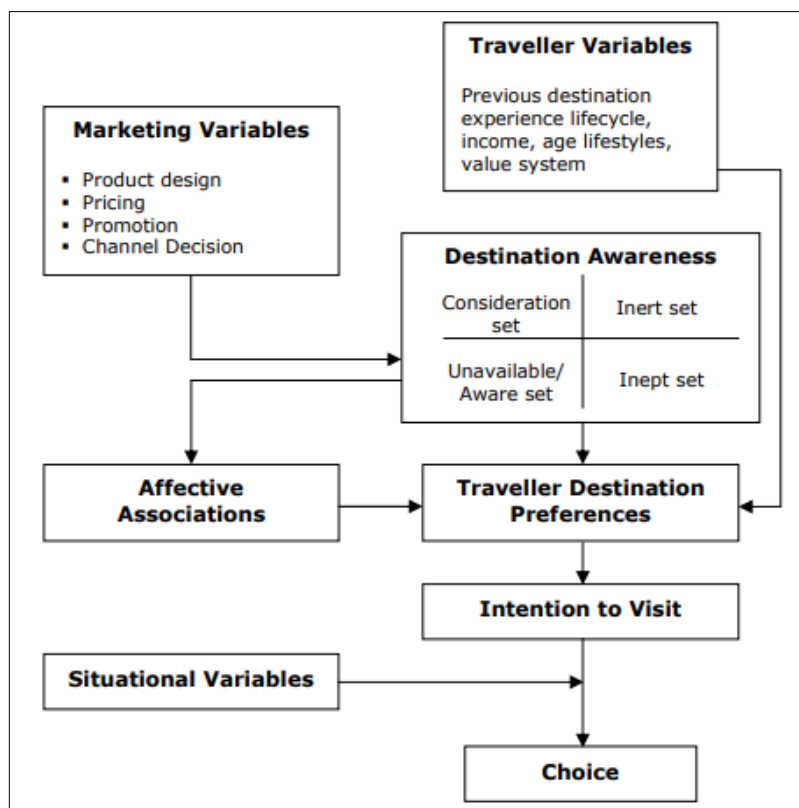 Traveller Variables
Previous destination
experience lifecycle,
income, age lifestyles,
value system
Marketing Variables
▪ Product design
▪ Pricing
▪ Promotion
▪ Channel Decision
Destination Awareness
Consideration
set
Inert set
Unavailable/
Aware set
Inept set
Affective
Associations
Traveller Destination
Preferences
Intention to Visit
Situational Variables
Choice